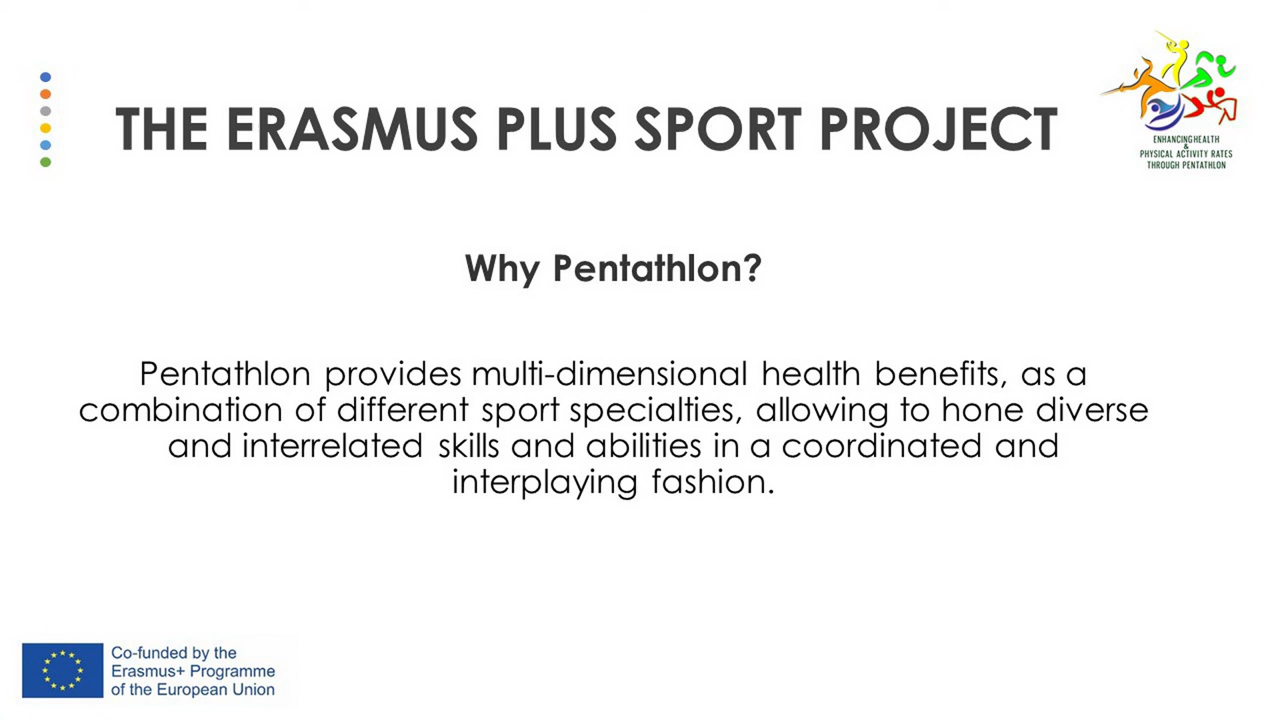 THE ERASMUS PLUS SPORT PROJECT
ENHANCING HEALTH
&
PHYSICAL ACTIVITY RATES
THROUGH PENTATHLON
Why Pentathlon?
Pentathlon provides multi-dimensional health benefits, as a
combination of different sport specialties, allowing to hone diverse
and interrelated skills and abilities in a coordinated and
interplaying fashion.
Co-funded by the
Erasmus+ Programme
of the European Union